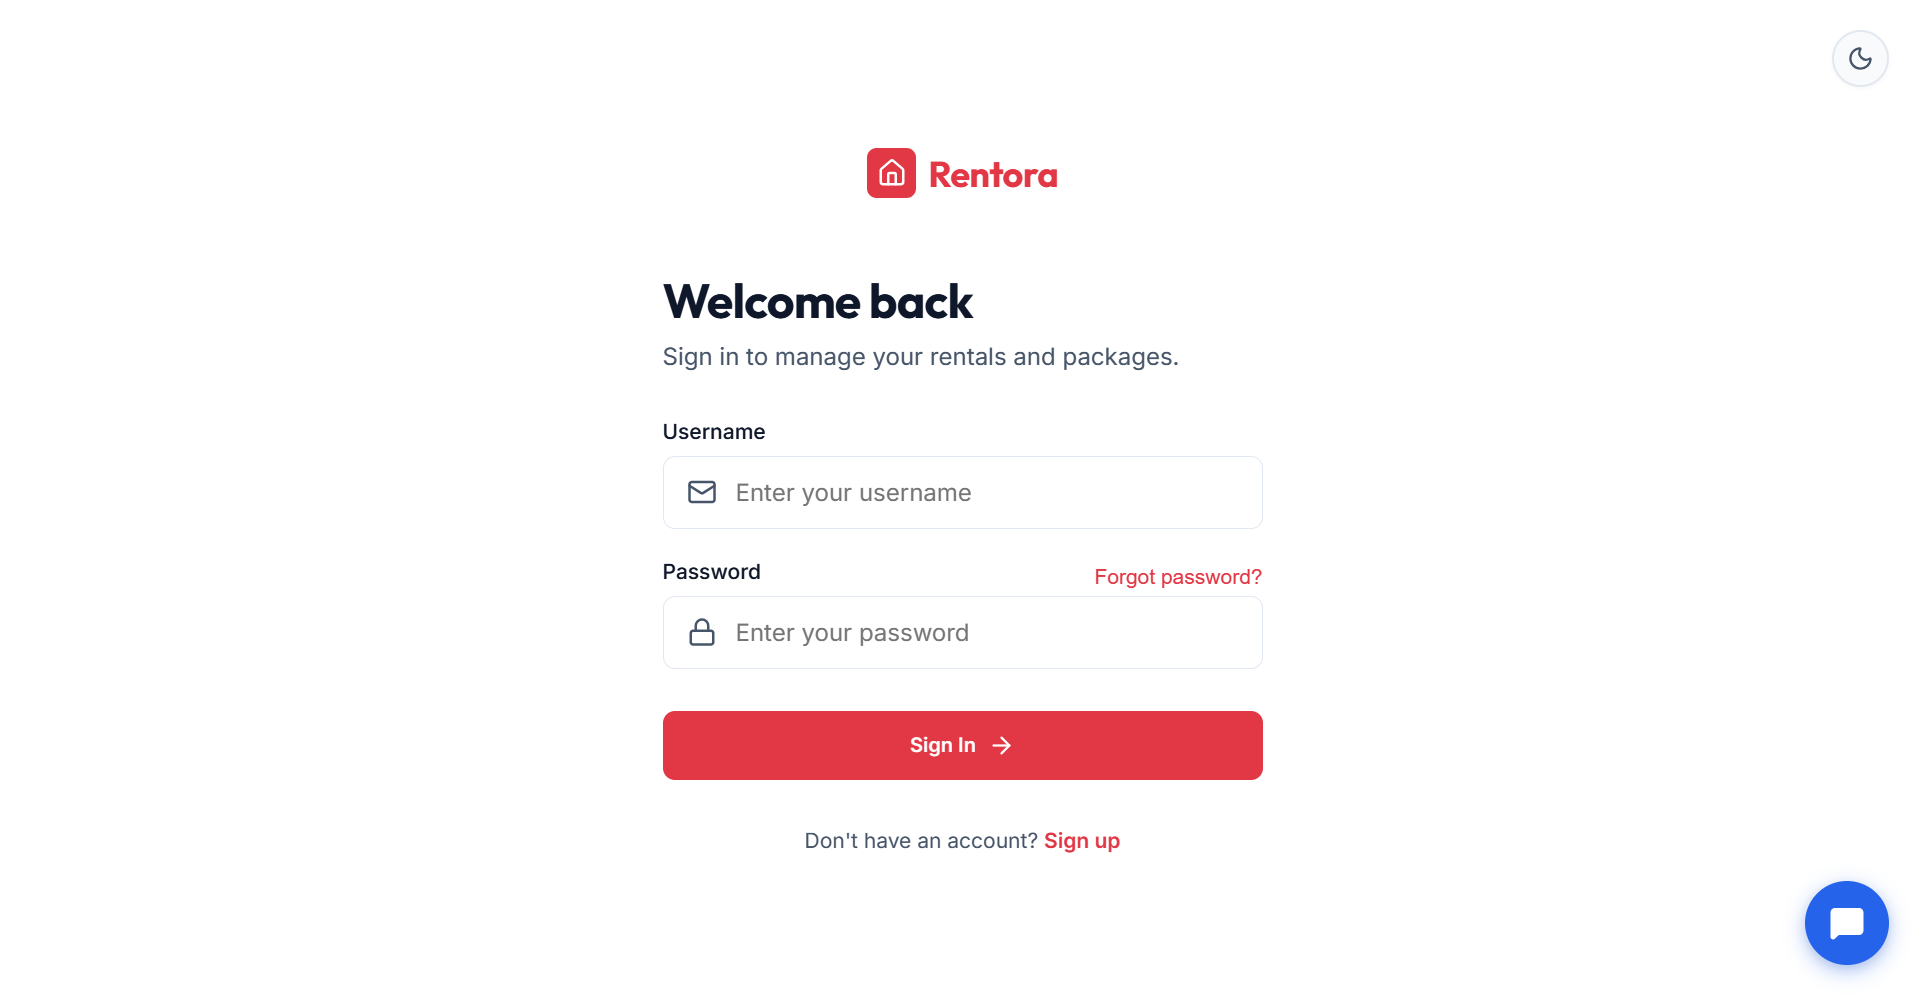 Rentora
Welcome back
Sign in to manage your rentals and packages.
Username
Enter your username
Password
Forgot password?
Enter your password
Sign In
Don't have an account? Sign up